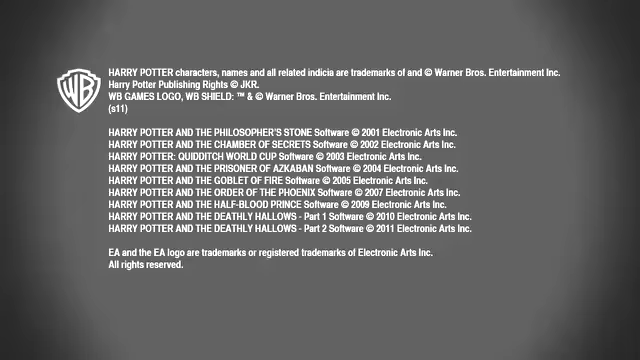 WB
HARRY POTTER characters, names and all related indicia are trademarks of and © Warner Bros. Entertainment Inc.
Harry Potter Publishing Rights © JKR.
WB GAMES LOGO, WB SHIELD: ™ & © Warner Bros. Entertainment Inc.
(s11)
HARRY POTTER AND THE PHILOSOPHER'S STONE Software © 2001 Electronic Arts Inc.
HARRY POTTER AND THE CHAMBER OF SECRETS Software © 2002 Electronic Arts Inc.
HARRY POTTER: QUIDDITCH WORLD CUP Software © 2003 Electronic Arts Inc.
HARRY POTTER AND THE PRISONER OF AZKABAN Software © 2004 Electronic Arts Inc.
HARRY POTTER AND THE GOBLET OF FIRE Software © 2005 Electronic Arts Inc.
HARRY POTTER AND THE ORDER OF THE PHOENIX Software © 2007 Electronic Arts Inc.
HARRY POTTER AND THE HALF-BLOOD PRINCE Software © 2009 Electronic Arts Inc.
HARRY POTTER AND THE DEATHLY HALLOWS - Part 1 Software © 2010 Electronic Arts Inc.
HARRY POTTER AND THE DEATHLY HALLOWS - Part 2 Software © 2011 Electronic Arts Inc.
EA and the EA logo are trademarks or registered trademarks of Electronic Arts Inc.
All rights reserved.